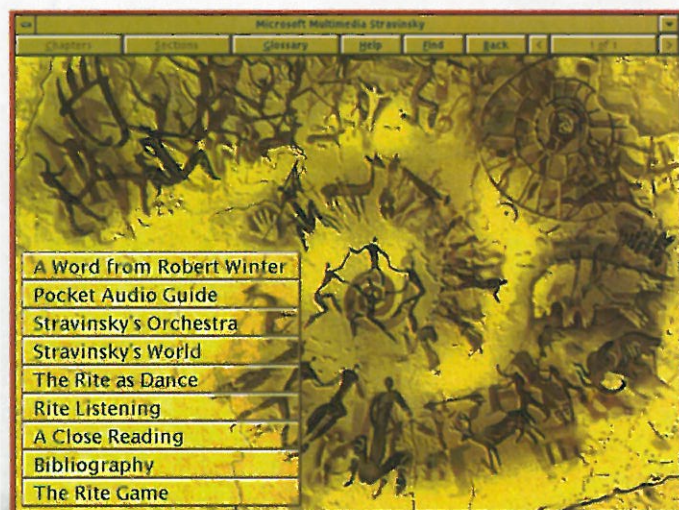 Microsoft Multimedia Stravinsky
Chapters Sections Glossary Help Find Back < 1 of 1 >
A Word from Robert Winter
Pocket Audio Guide
Stravinsky's Orchestra
Stravinsky's World
The Rite as Dance
Rite Listening
A Close Reading
Bibliography
The Rite Game